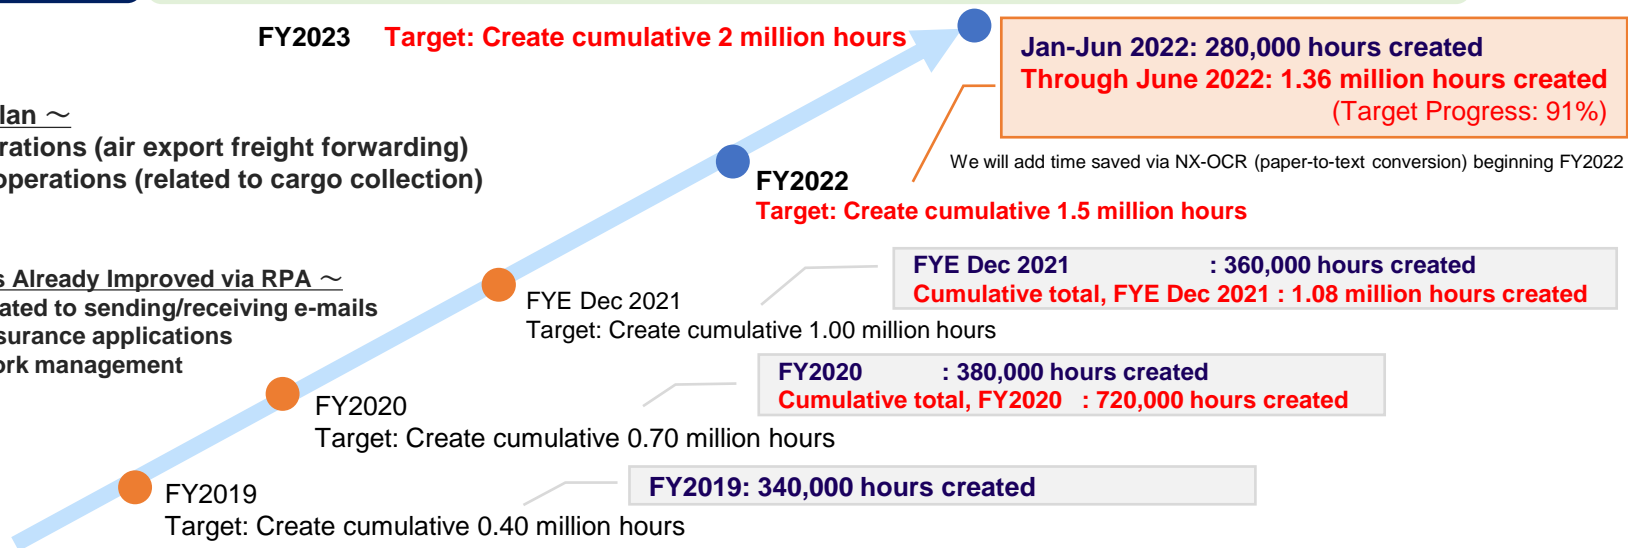 FY2023 Target: Create cumulative 2 million hours
Jan-Jun 2022: 280,000 hours created
Through June 2022: 1.36 million hours created
(Target Progress: 91%)
We will add time saved via NX-OCR (paper-to-text conversion) beginning FY2022
lan ～
rations (air export freight forwarding)
operations (related to cargo collection)
FY2022
Target: Create cumulative 1.5 million hours
s Already Improved via RPA ～
ated to sending/receiving e-mails
surance applications
ork management
FYE Dec 2021 : 360,000 hours created
Cumulative total, FYE Dec 2021 : 1.08 million hours created
FYE Dec 2021
Target: Create cumulative 1.00 million hours
FY2020 : 380,000 hours created
Cumulative total, FY2020 : 720,000 hours created
FY2020
Target: Create cumulative 0.70 million hours
FY2019: 340,000 hours created
FY2019
Target: Create cumulative 0.40 million hours